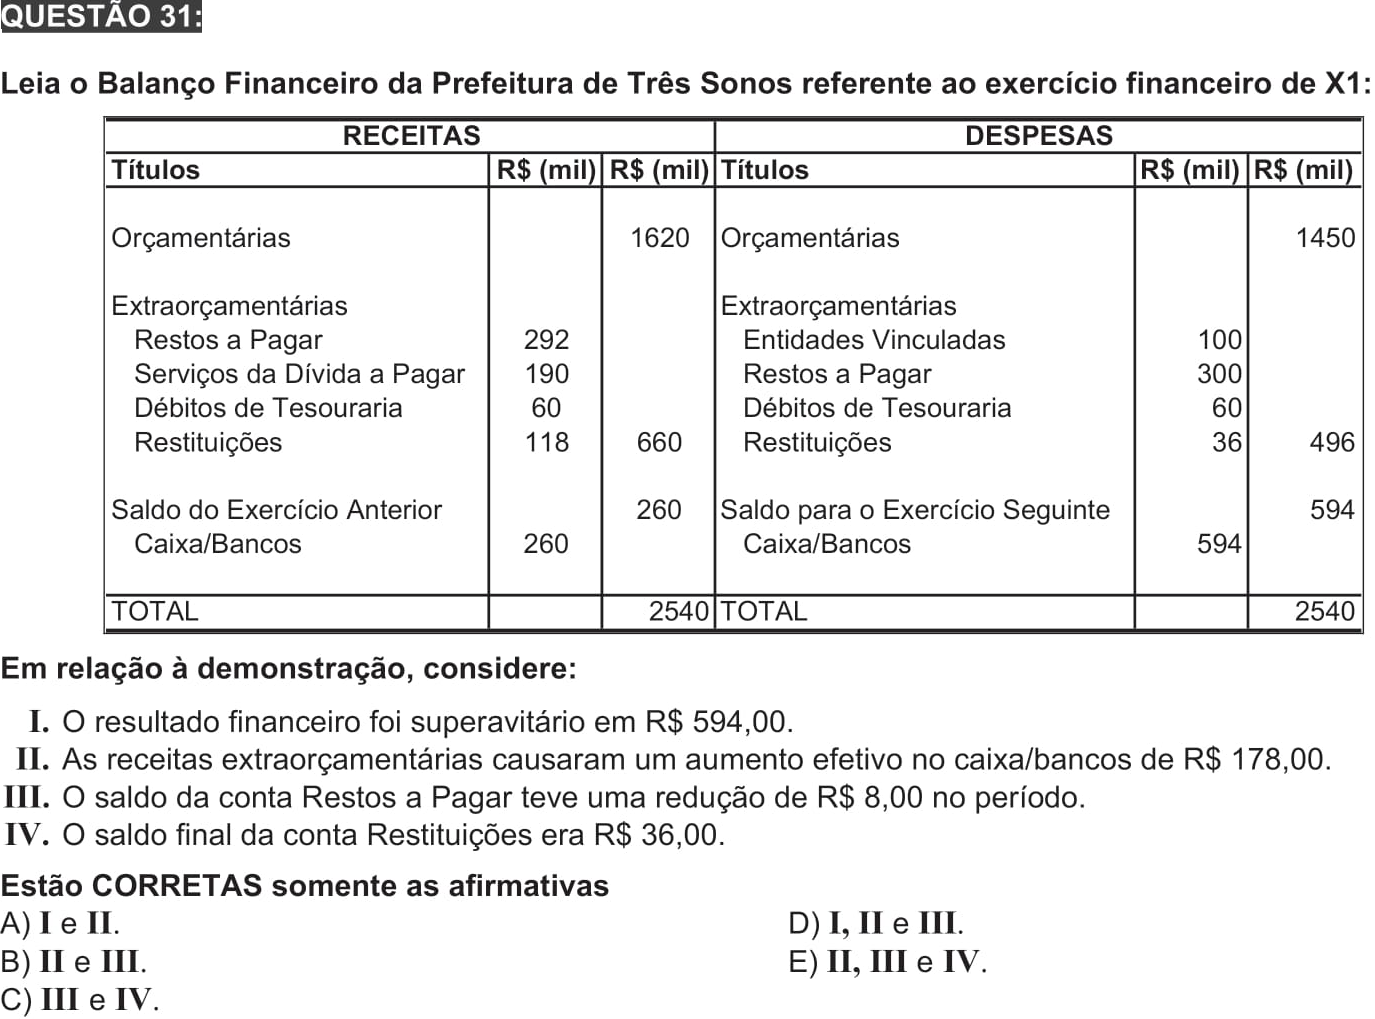 QUESTÃO 31:
Leia o Balanço Financeiro da Prefeitura de Três Sonos referente ao exercício financeiro de X1:
RECEITAS DESPESAS
Títulos R$ (mil) R$ (mil) Títulos R$ (mil) R$ (mil)
Orçamentárias 1620 Orçamentárias 1450
Extraorçamentárias Extraorçamentárias
Restos a Pagar 292 Entidades Vinculadas 100
Serviços da Dívida a Pagar 190 Restos a Pagar 300
Débitos de Tesouraria 60 Débitos de Tesouraria 60
Restituições 118 660 Restituições 36 496
Saldo do Exercício Anterior 260 Saldo para o Exercício Seguinte 594
Caixa/Bancos 260 Caixa/Bancos 594
TOTAL 2540 TOTAL 2540
Em relação à demonstração, considere:
I. O resultado financeiro foi superavitário em R$ 594,00.
II. As receitas extraorçamentárias causaram um aumento efetivo no caixa/bancos de R$ 178,00.
III. O saldo da conta Restos a Pagar teve uma redução de R$ 8,00 no período.
IV. O saldo final da conta Restituições era R$ 36,00.
Estão CORRETAS somente as afirmativas
A) I e II. D) I, II e III.
B) II e III. E) II, III e IV.
C) III e IV.